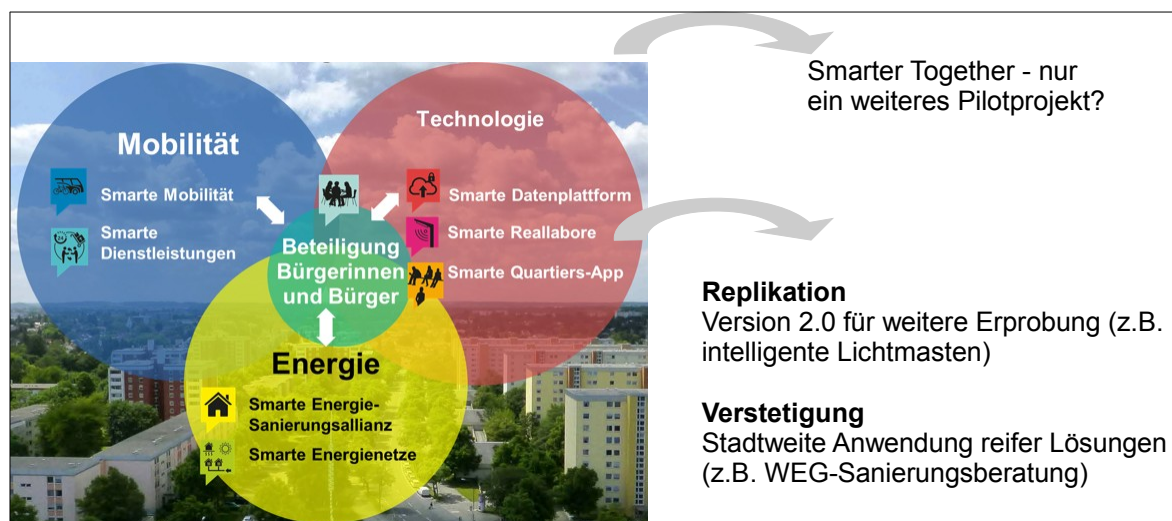 Smarter Together - nur
ein weiteres Pilotprojekt?
Technologie
Mobilität
Smarte Mobilität
Smarte Datenplattform
Smarte
Dienstleistungen
Smarte Reallabore
Beteiligung
Bürgerinnen
und Bürger
Smarte Quartiers-App
Energie
Smarte Energie-
Sanierungsallianz
Smarte Energienetze
Replikation
Version 2.0 für weitere Erprobung (z.B.
intelligente Lichtmasten)
Verstetigung
Stadtweite Anwendung reifer Lösungen
(z.B. WEG-Sanierungsberatung)